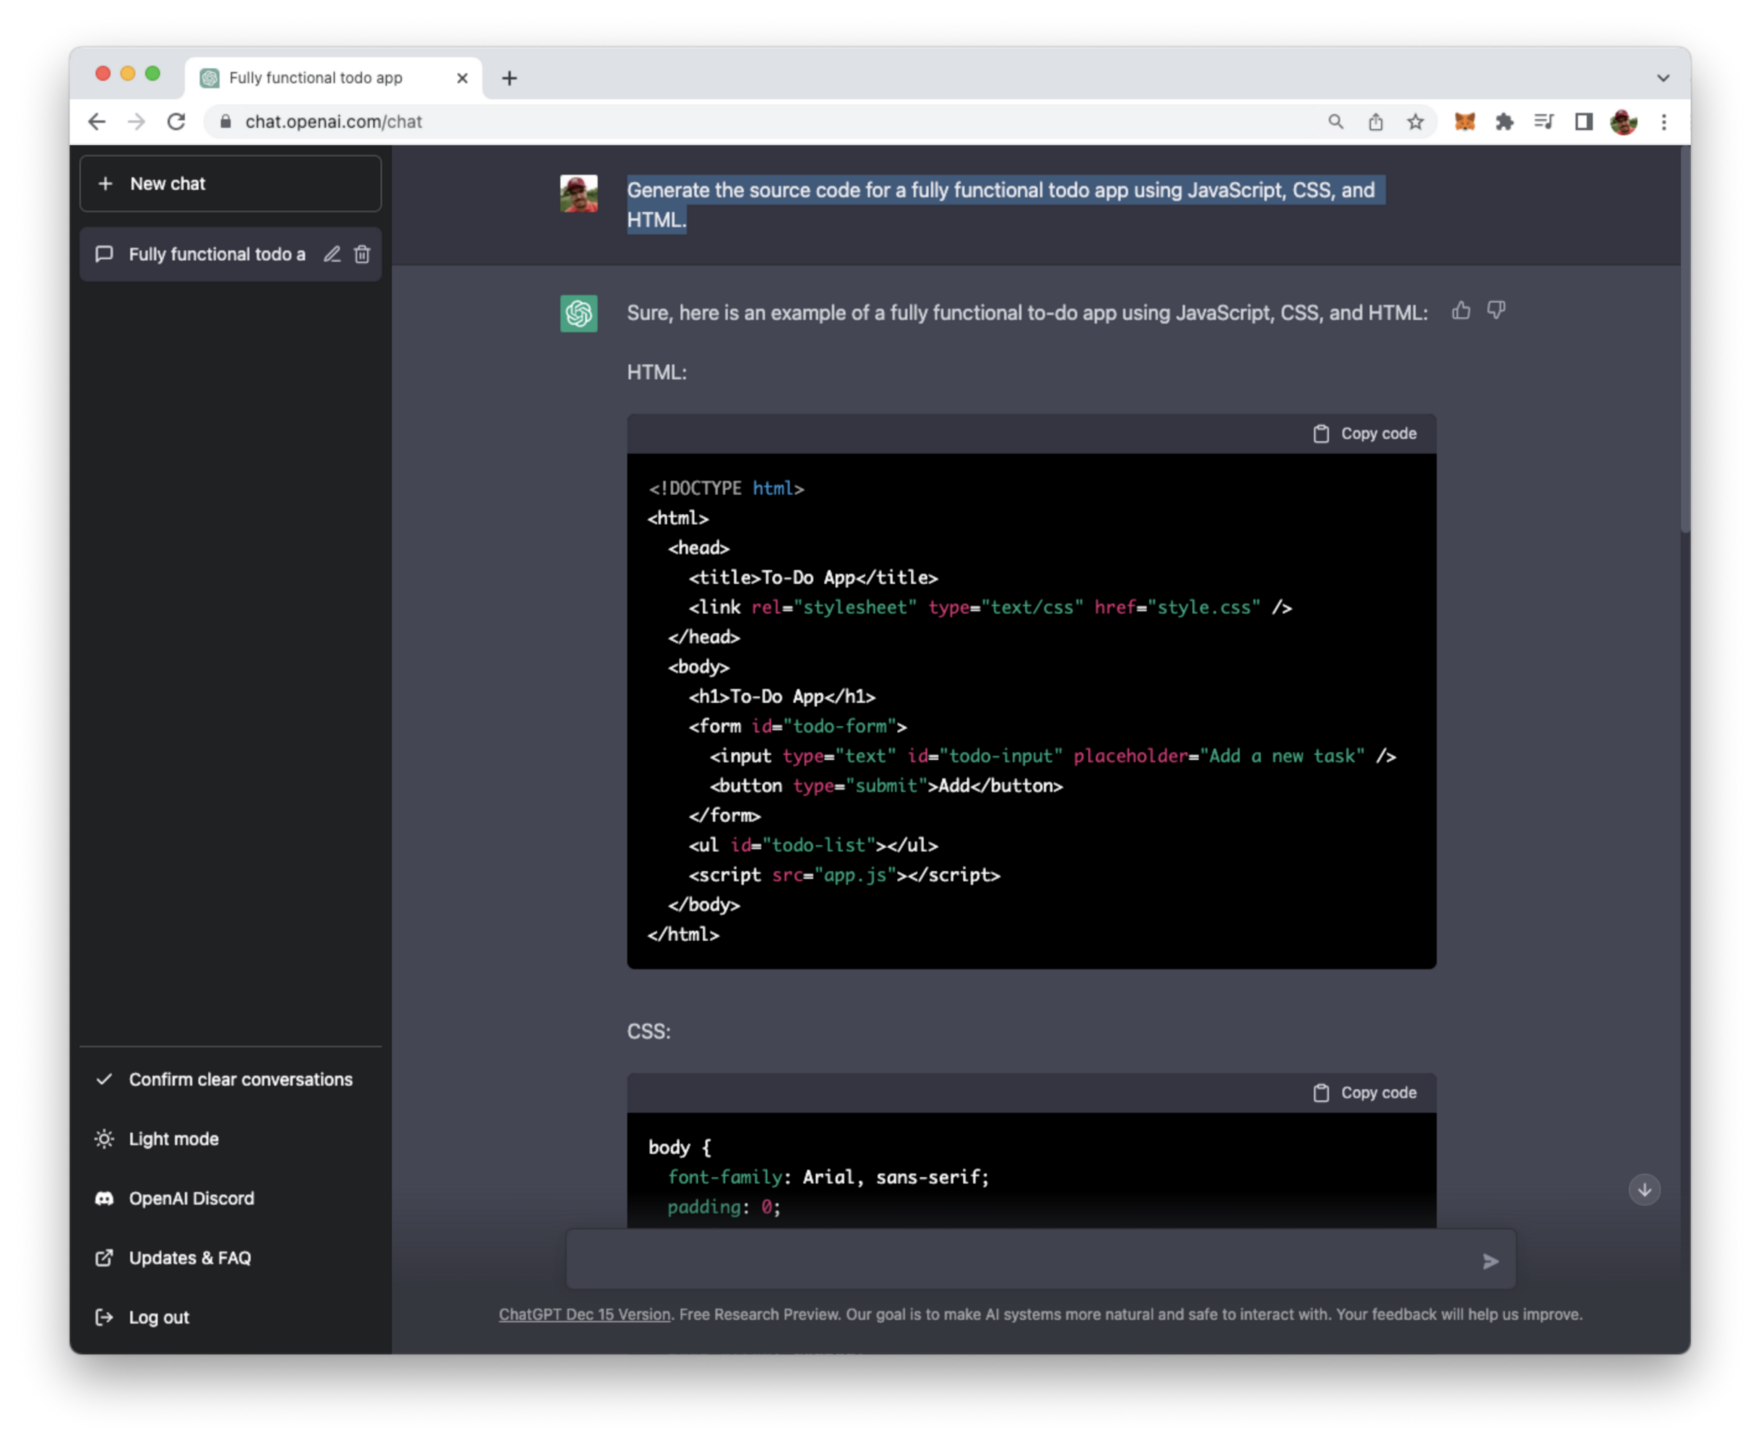 Fully functional todo app
chat.openai.com/chat
New chat
Fully functional todo a
Generate the source code for a fully functional todo app using JavaScript, CSS, and
HTML.
Sure, here is an example of a fully functional to-do app using JavaScript, CSS, and HTML:
HTML:
Copy code
<!DOCTYPE html>
<html>
  <head>
    <title>To-Do App</title>
    <link rel="stylesheet" type="text/css" href="style.css" />
  </head>
  <body>
    <h1>To-Do App</h1>
    <form id="todo-form">
      <input type="text" id="todo-input" placeholder="Add a new task" />
      <button type="submit">Add</button>
    </form>
    <ul id="todo-list"></ul>
    <script src="app.js"></script>
  </body>
</html>
CSS:
Copy code
body {
  font-family: Arial, sans-serif;
  padding: 0;
Confirm clear conversations
Light mode
OpenAI Discord
Updates & FAQ
Log out
ChatGPT Dec 15 Version. Free Research Preview. Our goal is to make AI systems more natural and safe to interact with. Your feedback will help us improve.